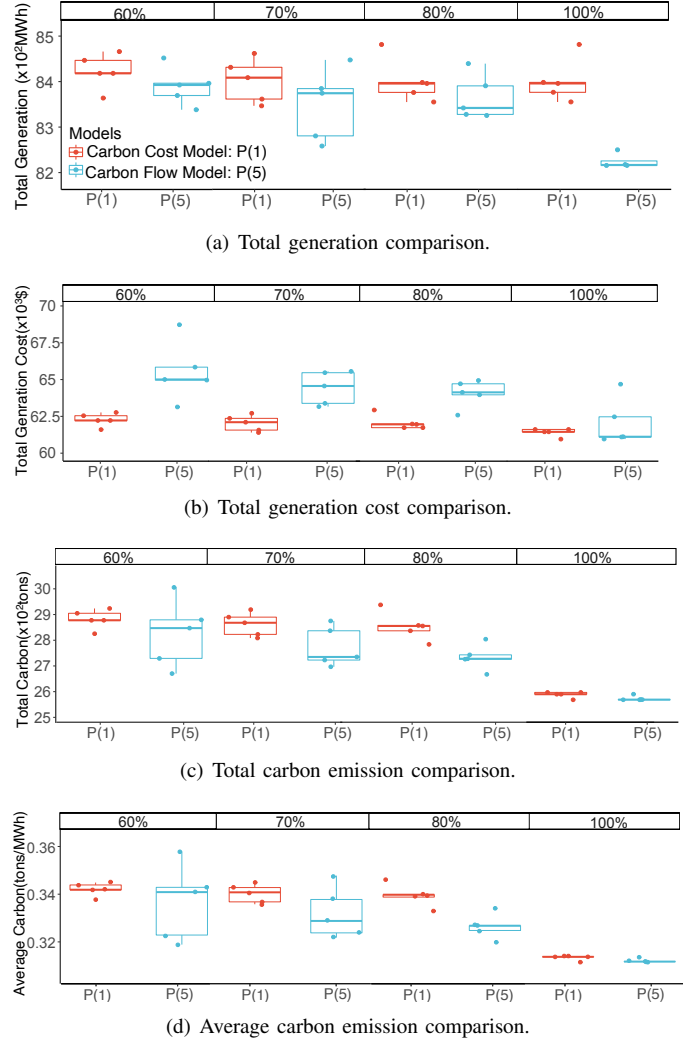 60% 70% 80% 100%
Total Generation (x10²MWh)
85
84
83
82
Models
Carbon Cost Model: P(1)
Carbon Flow Model: P(5)
P(1) P(5) P(1) P(5) P(1) P(5) P(1) P(5)
(a) Total generation comparison.
60% 70% 80% 100%
Total Genration Cost(x10³$)
70
67.5
65
62.5
60
P(1) P(5) P(1) P(5) P(1) P(5) P(1) P(5)
(b) Total generation cost comparison.
60% 70% 80% 100%
Total Carbon(x10²tons)
30
29
28
27
26
25
P(1) P(5) P(1) P(5) P(1) P(5) P(1) P(5)
(c) Total carbon emission comparison.
60% 70% 80% 100%
Average Carbon(tons/MWh)
0.36
0.34
0.32
P(1) P(5) P(1) P(5) P(1) P(5) P(1) P(5)
(d) Average carbon emission comparison.